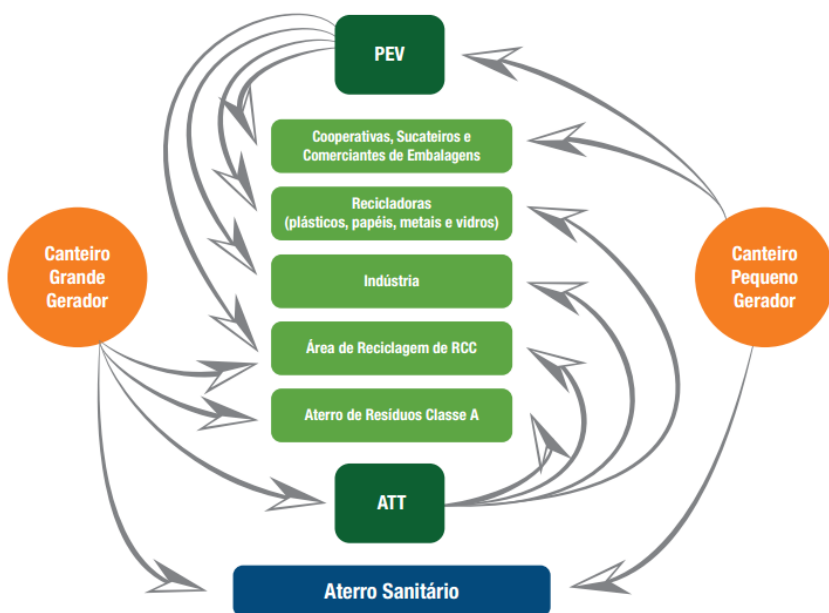 PEV
Cooperativas, Sucateiros e
Comerciantes de Embalagens
Recicladoras
(plásticos, papéis, metais e vidros)
Canteiro
Grande
Gerador
Indústria
Canteiro
Pequeno
Gerador
Área de Reciclagem de RCC
Aterro de Resíduos Classe A
ATT
Aterro Sanitário